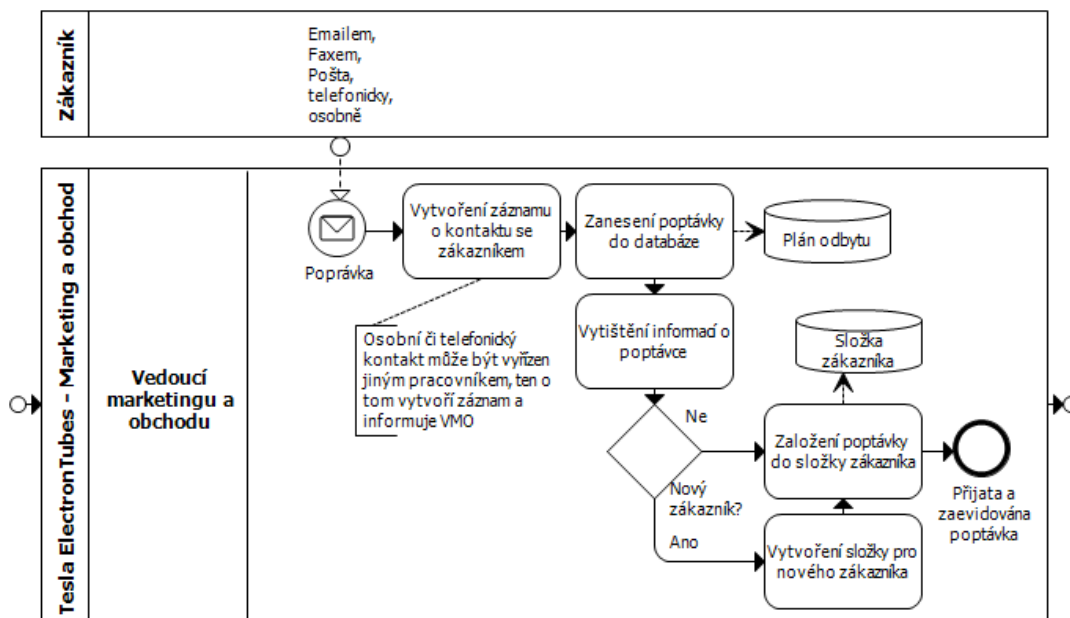 Zákazník
Emailem,
Faxem,
Pošta,
telefonicky,
osobně
Tesla ElectronTubes - Marketing a obchod
Vedoucí
marketingu a
obchodu
Poprávka
Vytvoření záznamu
o kontaktu se
zákazníkem
Zanesení poptávky
do databáze
Plán odbytu
Osobní či telefonický
kontakt může být vyřízen
jiným pracovníkem, ten o
tom vytvoří záznam a
informuje VMO
Vytištění informací o
poptávce
Složka
zákazníka
Ne
Nový
zákazník?
Ano
Založení poptávky
do složky zákazníka
Vytvoření složky pro
nového zákazníka
Přijata a
zaevidována
poptávka